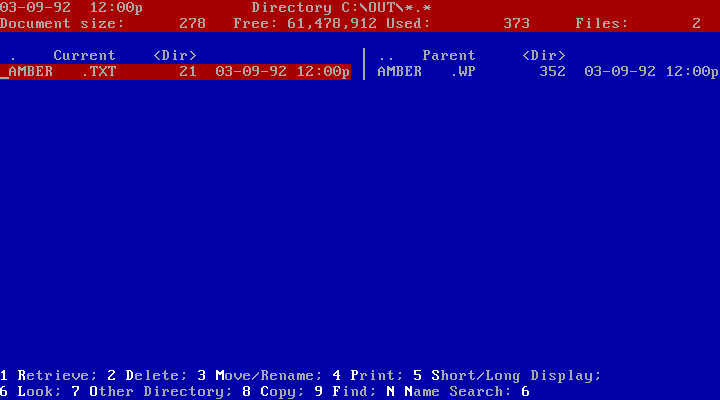 03-09-92  12:00p            Directory C:\OUT\*.*
Document size:      278   Free: 61,478,912 Used:        373     Files:       2
.    Current    <Dir>                  │ ..   Parent     <Dir>
_AMBER   .TXT       21  03-09-92 12:00p │ AMBER   .WP       352  03-09-92 12:00p
1 Retrieve; 2 Delete; 3 Move/Rename; 4 Print; 5 Short/Long Display;
6 Look; 7 Other Directory; 8 Copy; 9 Find; N Name Search: 6